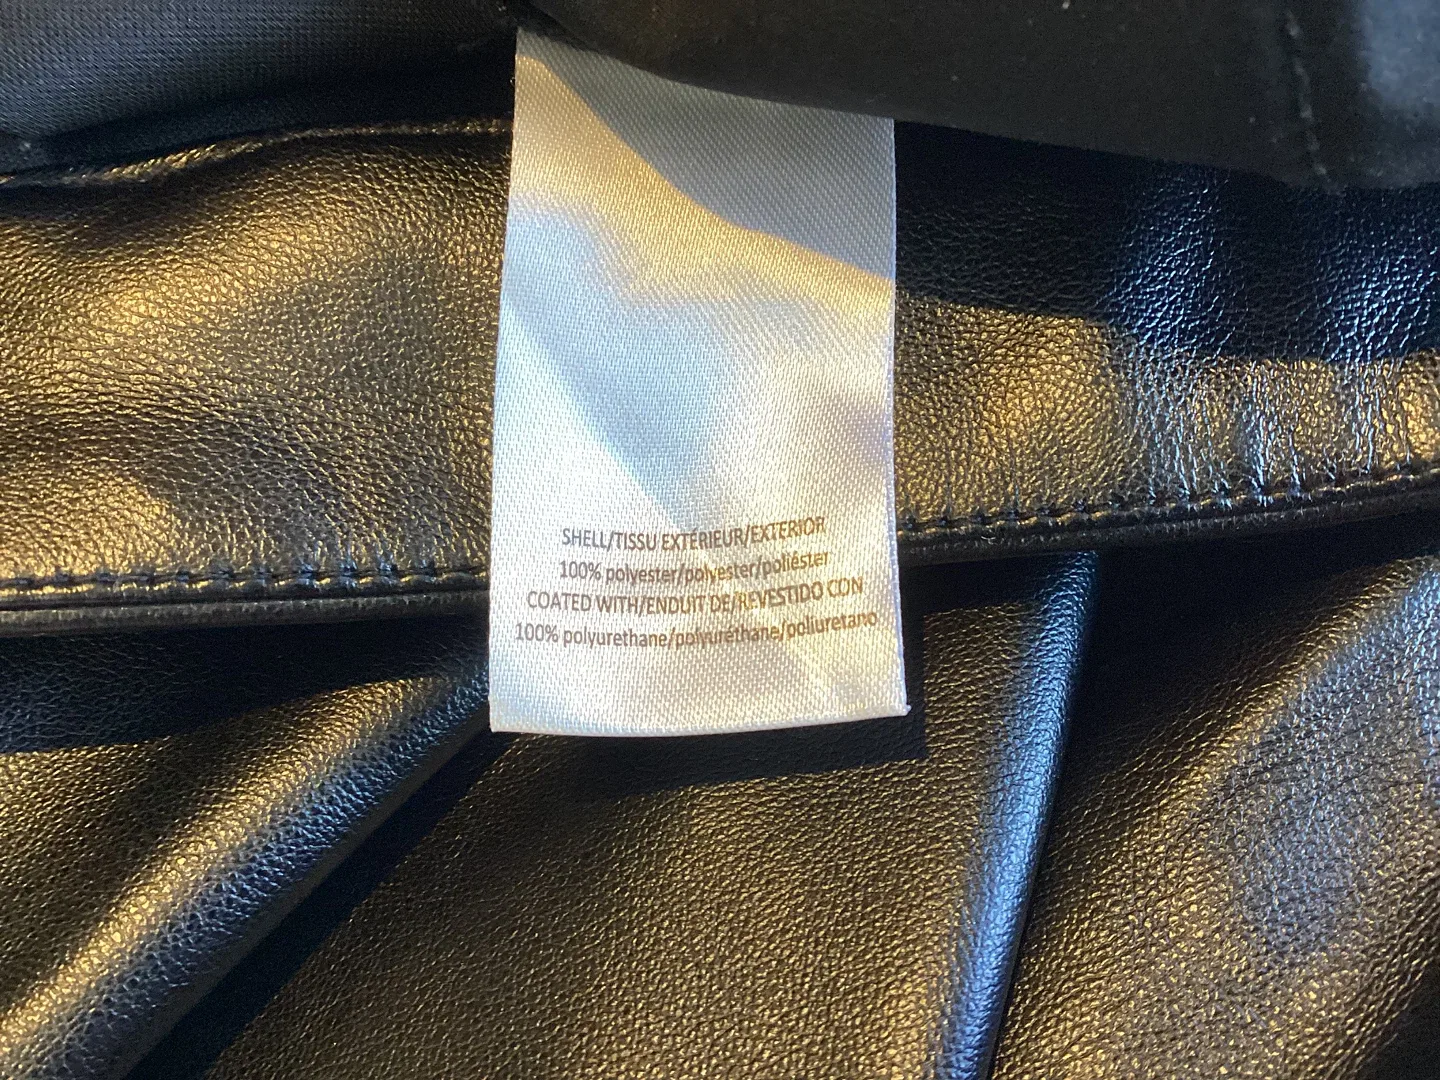 SHELL/TISSU EXTÉRIEUR/EXTERIOR
100% polyester/polyester/poliéster
COATED WITH/ENDUIT DE/REVESTIDO CON
100% polyurethane/polyuréthane/poliuretano